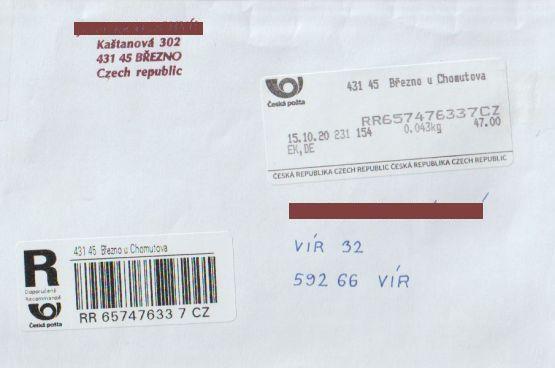 Kaštanová 302
431 45 BŘEZNO
Czech republic
Česká pošta
431 45 Březno u Chomutova
RR657476337CZ
15.10.20 231 154 0.043kg 47.00
EK,DE
ČESKÁ REPUBLIKA CZECH REPUBLIC ČESKÁ REPUBLIKA CZECH REPUBLIC
VÍR 32
592 66 VÍR
R
Doporučeně
Recommandé
Česká pošta
431 45 Březno u Chomutova
RR 65747633 7 CZ